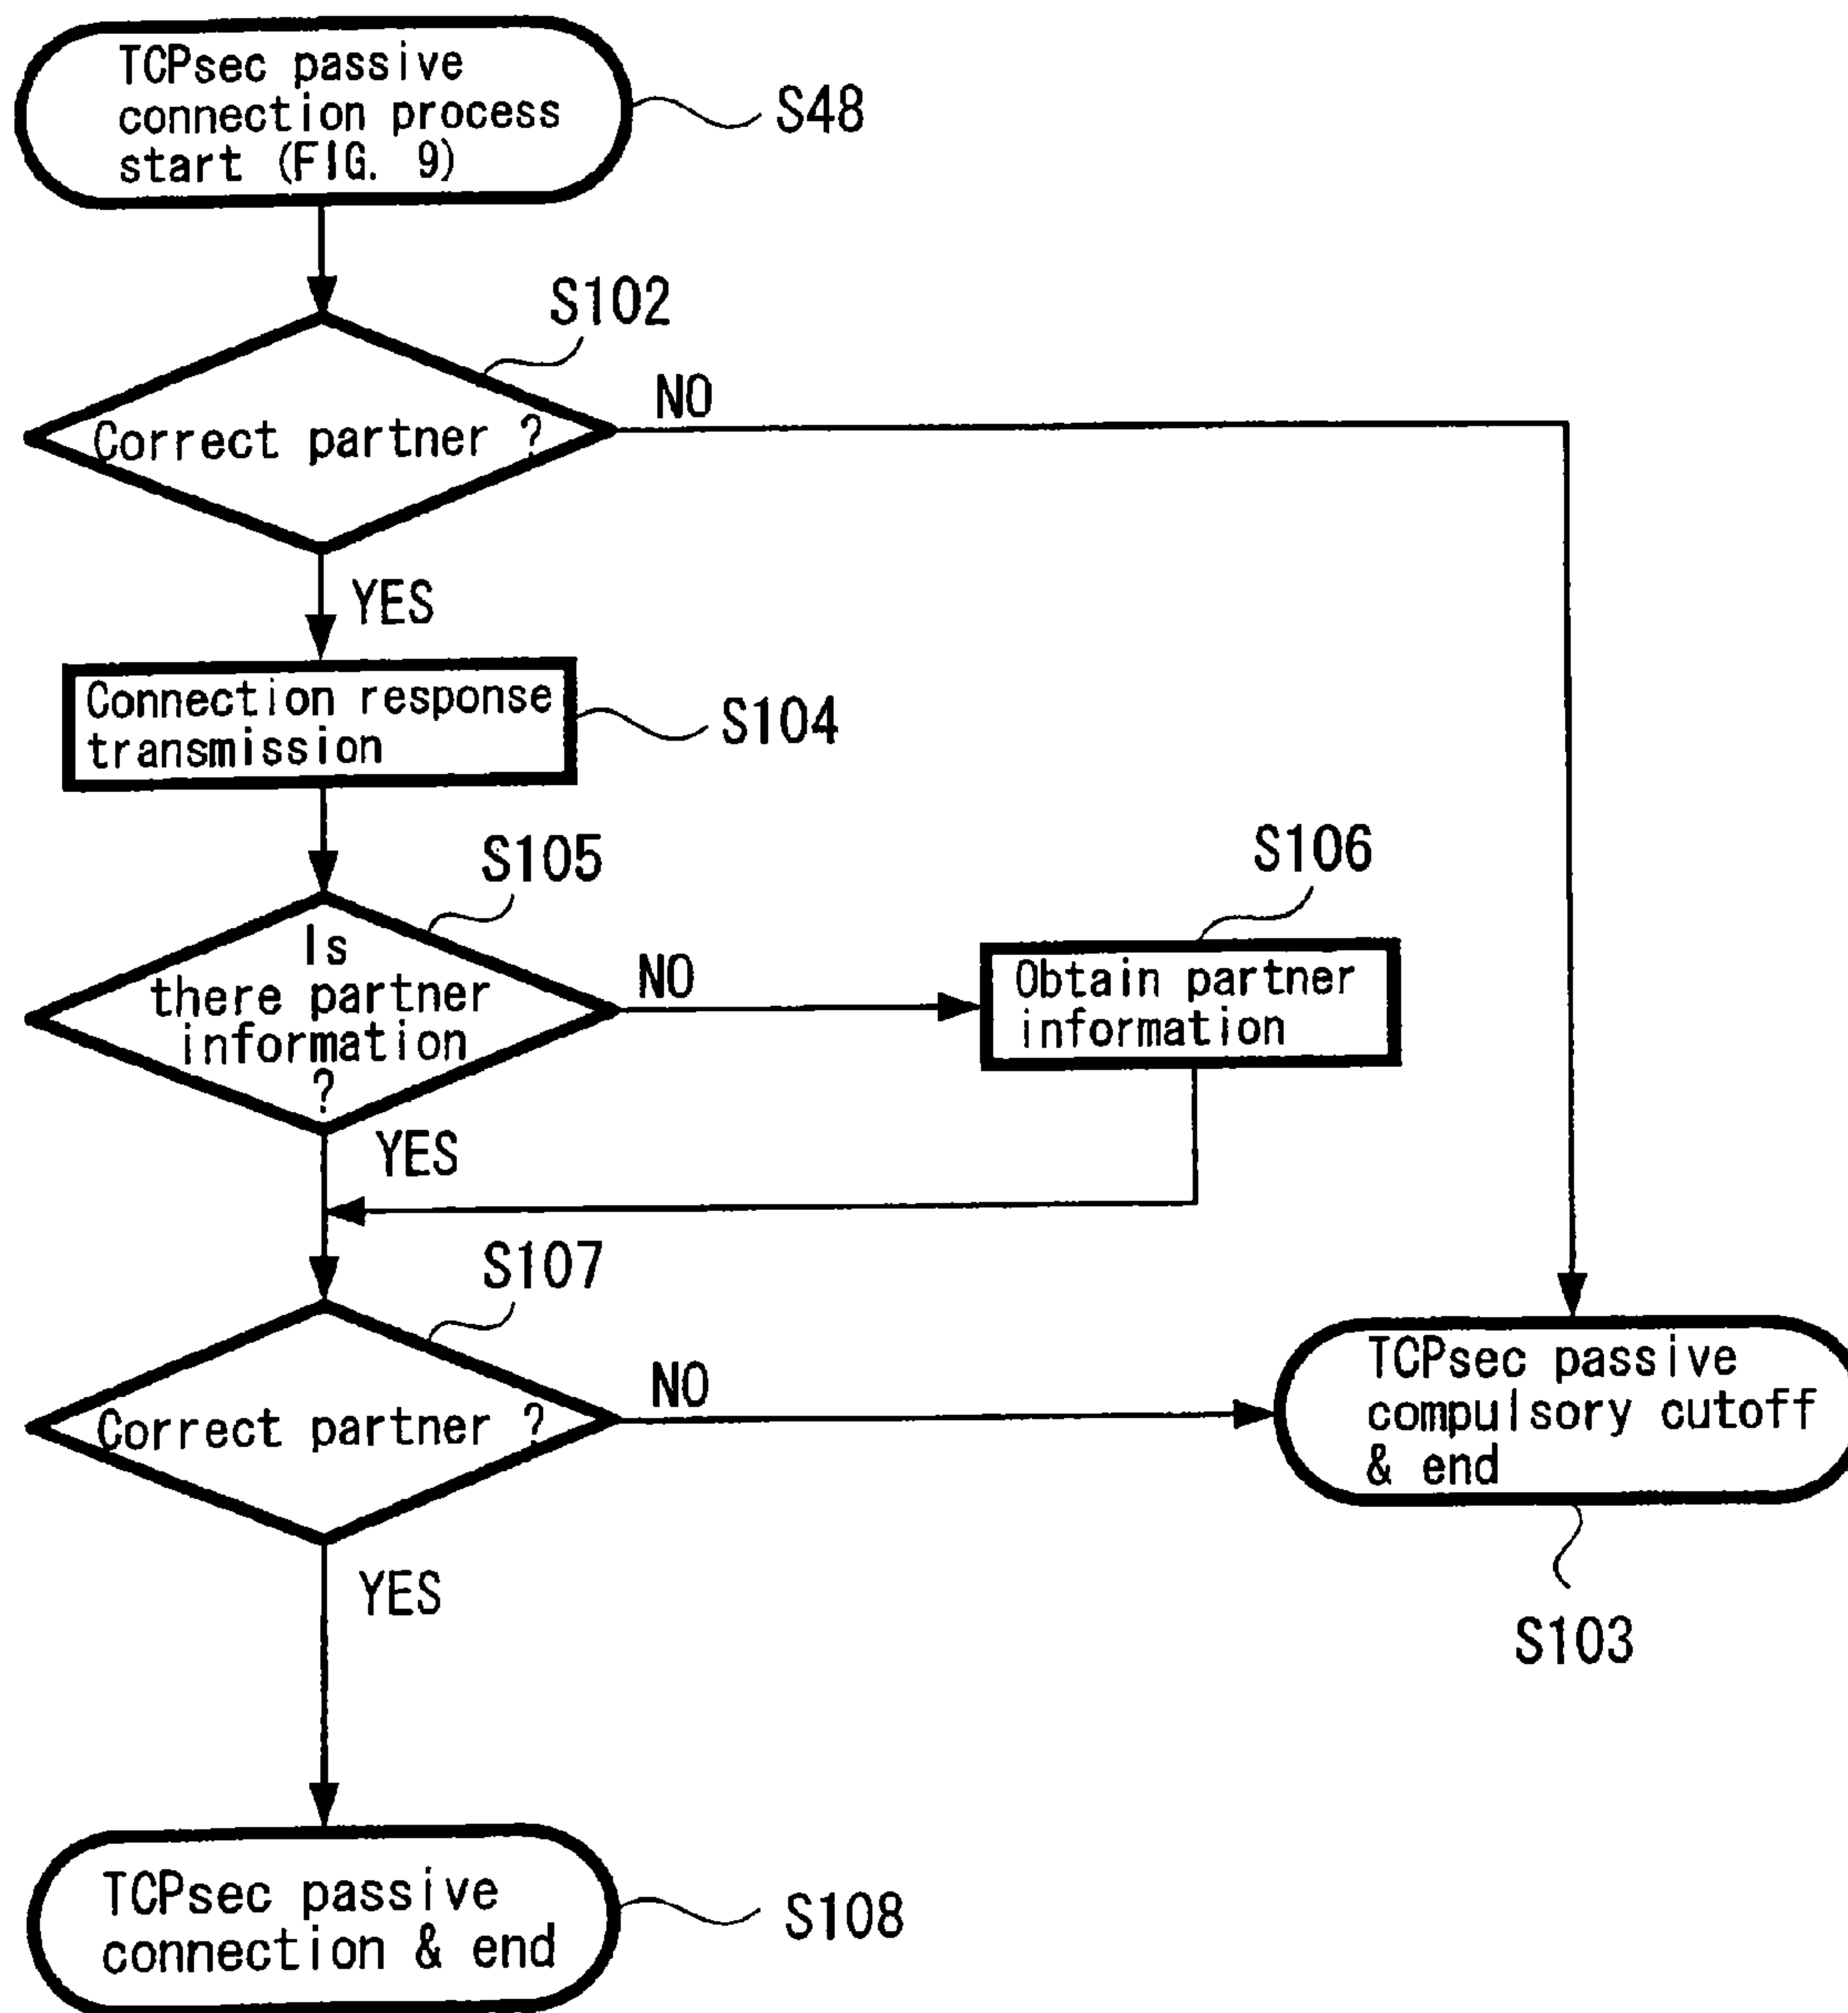 TCPsec passive
connection process
start (FIG. 9)
S48
S102
NO
Correct partner ?
YES
Connection response
transmission
S104
S105
S106
Is
there partner
information
?
NO
Obtain partner
information
YES
S107
Correct partner ?
NO
TCPsec passive
compulsory cutoff
& end
YES
S103
TCPsec passive
connection & end
S108